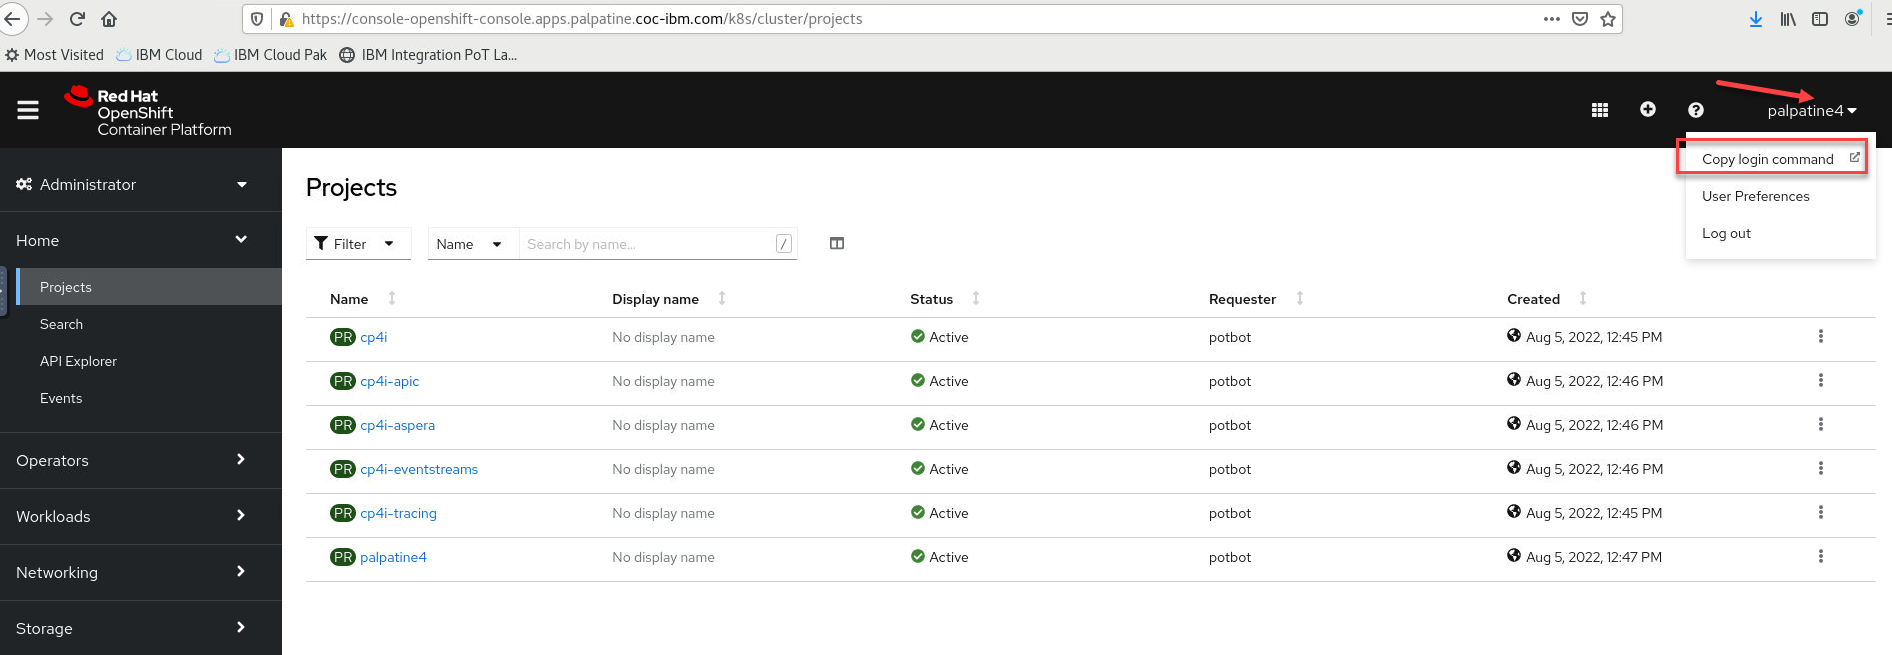 https://console-openshift-console.apps.palpatine.coc-ibm.com/k8s/cluster/projects
Most Visited IBM Cloud IBM Cloud Pak IBM Integration PoT La...
Red Hat
OpenShift
Container Platform
palpatine4
Copy login command
User Preferences
Log out
Administrator
Home
Projects
Search
API Explorer
Events
Operators
Workloads
Networking
Storage
Projects
Filter Name Search by name... /
Name Display name Status Requester Created
PR cp4i No display name Active potbot Aug 5, 2022, 12:45 PM
PR cp4i-apic No display name Active potbot Aug 5, 2022, 12:46 PM
PR cp4i-aspera No display name Active potbot Aug 5, 2022, 12:46 PM
PR cp4i-eventstreams No display name Active potbot Aug 5, 2022, 12:46 PM
PR cp4i-tracing No display name Active potbot Aug 5, 2022, 12:45 PM
PR palpatine4 No display name Active potbot Aug 5, 2022, 12:47 PM